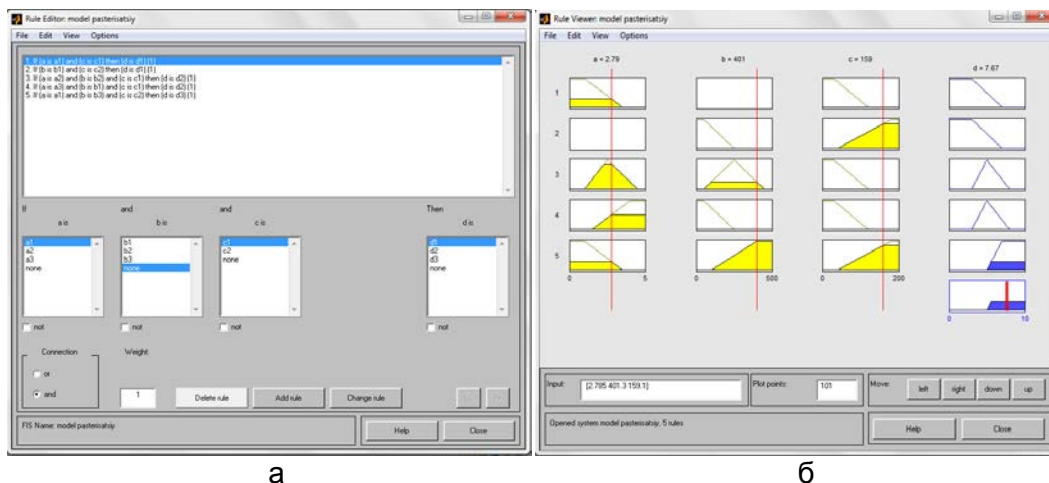 Rule Editor: model pasterisatsiy
File Edit View Options
1. If (a is a1) and (c is c1) then (d is d1) (1)
2. If (b is b1) and (c is c2) then (d is d1) (1)
3. If (a is a2) and (b is b2) and (c is c1) then (d is d2) (1)
4. If (a is a3) and (b is b1) and (c is c1) then (d is d2) (1)
5. If (a is a1) and (b is b3) and (c is c2) then (d is d3) (1)
If and and Then
a is b is c is d is
a1
a2
a3
none
b1
b2
b3
none
c1
c2
none
d1
d2
d3
none
not not not not
Connection Weight:
or
and
1 Delete rule Add rule Change rule
FIS Name: model pasterisatsiy Help Close
а
Rule Viewer: model pasterisatsiy
File Edit View Options
a = 2.79 b = 401 c = 159 d = 7.67
1
2
3
4
5
0 5 0 500 0 200
0 10
Input: [2.785 401.3 159.1] Plot points: 101 Move: left right down up
Opened system model pasterisatsiy, 5 rules Help Close
б